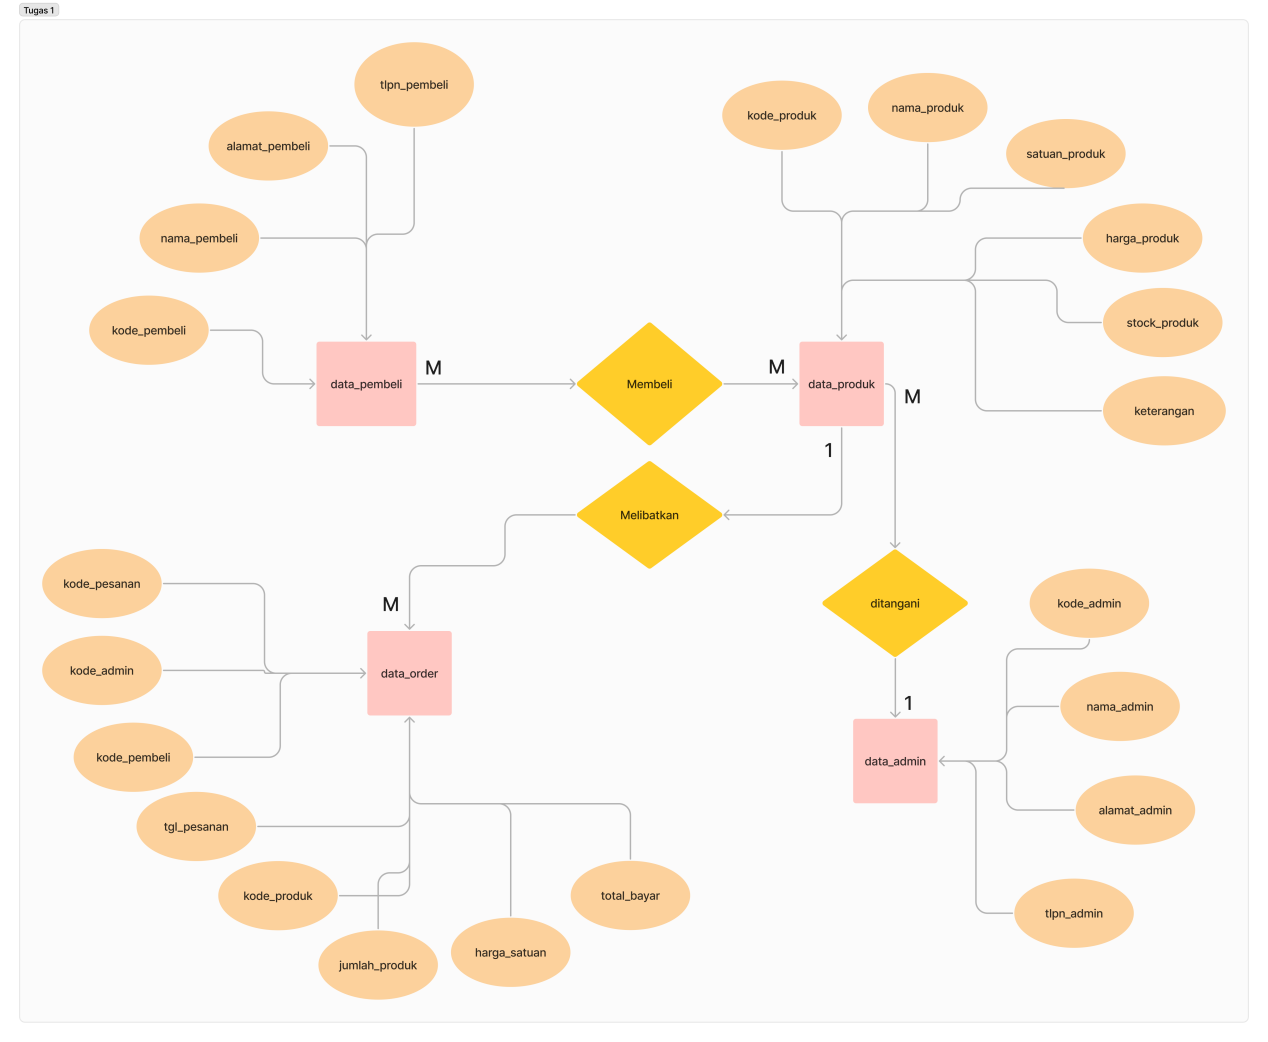 Tugas 1
tlpn_pembeli
alamat_pembeli
nama_pembeli
kode_pembeli
kode_produk
nama_produk
satuan_produk
harga_produk
stock_produk
keterangan
data_pembeli
M
Membeli
M
data_produk
M
1
Melibatkan
M
ditangani
1
kode_pesanan
kode_admin
kode_pembeli
data_order
tgl_pesanan
kode_produk
jumlah_produk
harga_satuan
total_bayar
data_admin
kode_admin
nama_admin
alamat_admin
tlpn_admin